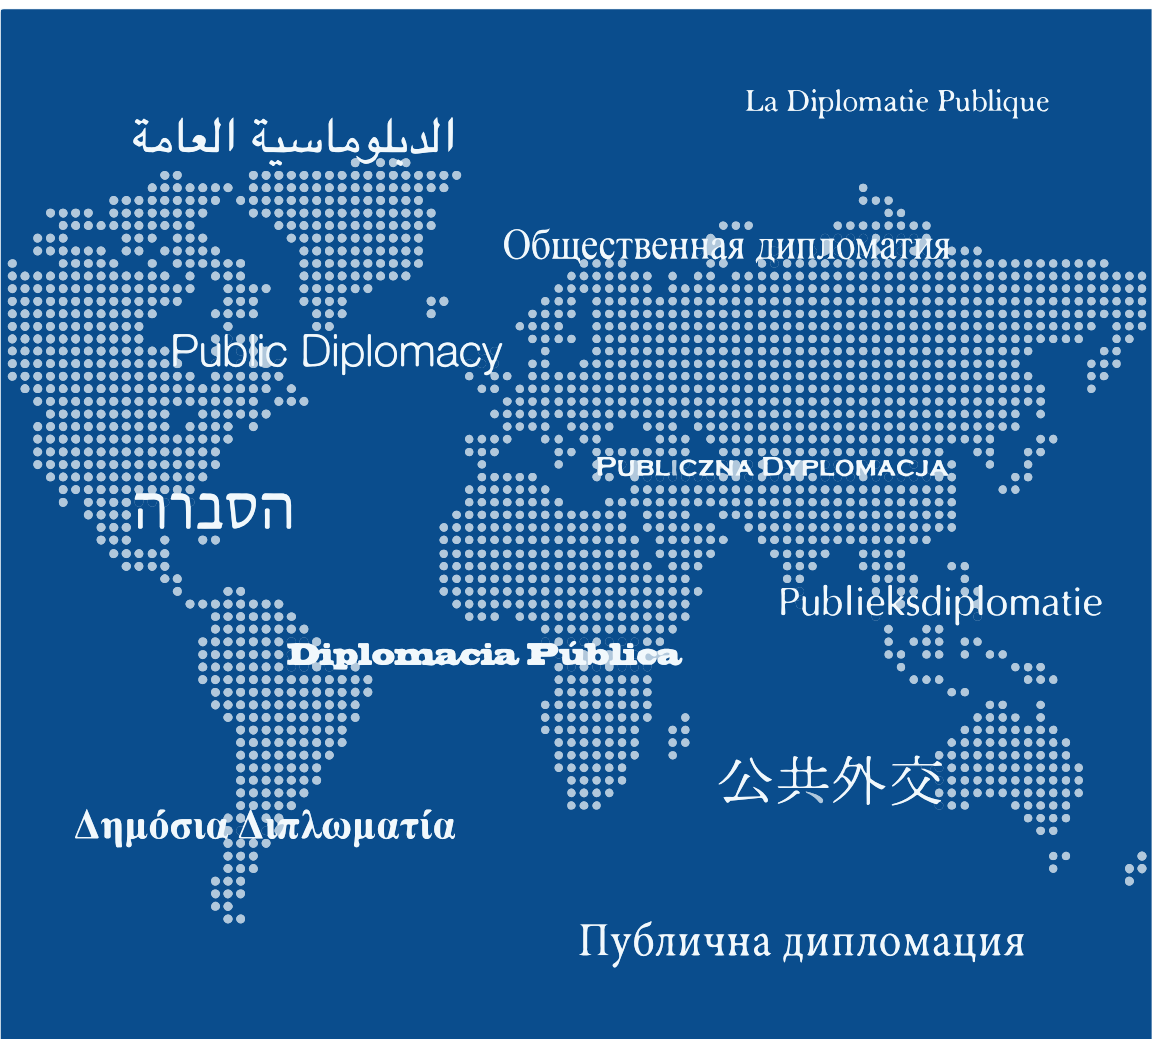 La Diplomatie Publique
الديلوماسية العامة
Общественная дипломатия
Public Diplomacy
Publiczna Dyplomacja
הסברה
Publieksdiplomatie
Diplomacia Pública
公共外交
Δημόσια Διπλωματία
Публична дипломация